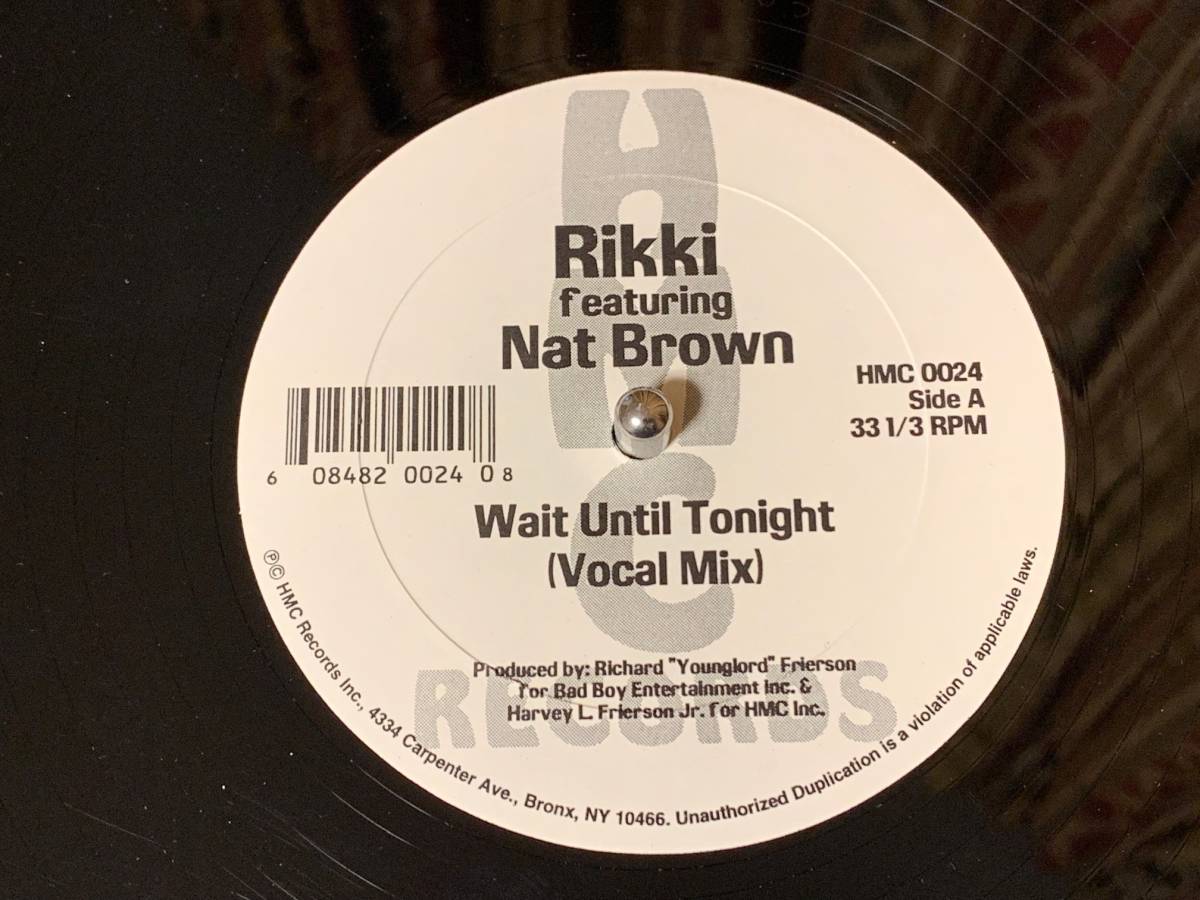 HMC
RECORDS
Rikki
featuring
Nat Brown
HMC 0024
Side A
33 1/3 RPM
6 08482 0024 0 8
Wait Until Tonight
(Vocal Mix)
Produced by: Richard "Younglord" Frierson
for Bad Boy Entertainment Inc. &
Harvey L. Frierson Jr. for HMC Inc.
℗© HMC Records Inc., 4334 Carpenter Ave., Bronx, NY 10466. Unauthorized Duplication is a violation of applicable laws.